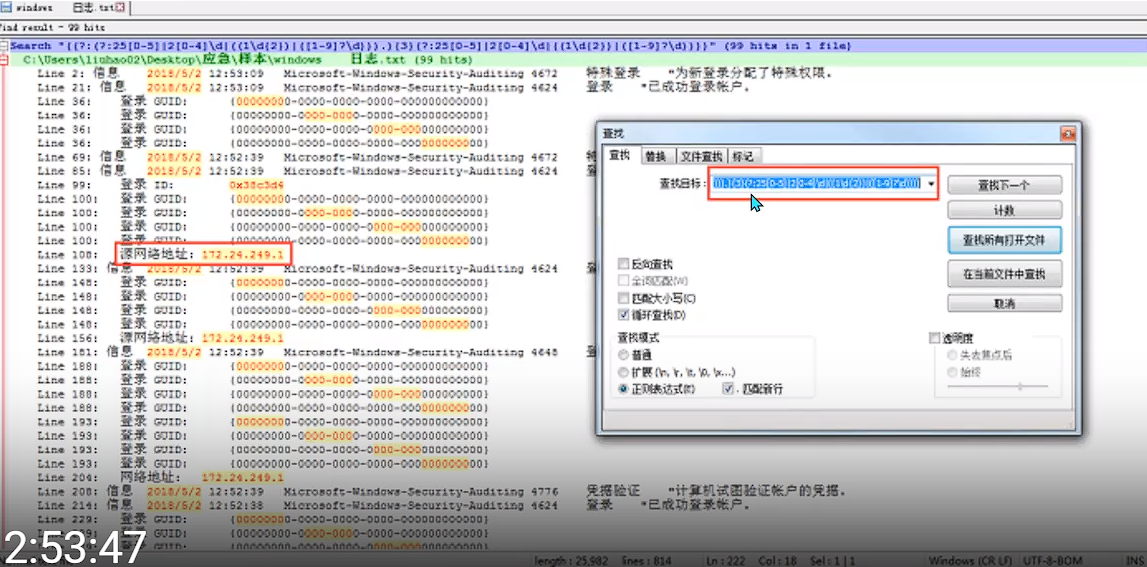 windows 日志.txt
Find result - 99 hits
Search "((?:(?:25[0-5]|2[0-4]\d|((1\d{2})|([1-9]?\d))).){3}(?:25[0-5]|2[0-4]\d|((1\d{2})|([1-9]?\d))))" (99 hits in 1 file)
C:\Users\liuhao02\Desktop\应急\样本\windows 日志.txt (99 hits)
Line 2: 信息 2018/5/2 12:53:09 Microsoft-Windows-Security-Auditing 4672 特殊登录 "为新登录分配了特殊权限。
Line 21: 信息 2018/5/2 12:53:09 Microsoft-Windows-Security-Auditing 4624 登录 "已成功登录帐户。
Line 36: 登录 GUID: {00000000-0000-0000-0000-000000000000}
Line 36: 登录 GUID: {00000000-0000-0000-0000-000000000000}
Line 36: 登录 GUID: {00000000-0000-0000-0000-000000000000}
Line 36: 登录 GUID: {00000000-0000-0000-0000-000000000000}
Line 69: 信息 2018/5/2 12:52:39 Microsoft-Windows-Security-Auditing 4672
Line 85: 信息 2018/5/2 12:52:39 Microsoft-Windows-Security-Auditing 4624
Line 99: 登录 ID: 0x38c3d4
Line 100: 登录 GUID: {00000000-0000-0000-0000-000000000000}
Line 100: 登录 GUID: {00000000-0000-0000-0000-000000000000}
Line 100: 登录 GUID: {00000000-0000-0000-0000-000000000000}
Line 100: 登录 GUID: {00000000-0000-0000-0000-000000000000}
Line 108: 源网络地址: 172.24.249.1
Line 133: 信息 2018/5/2 12:52:39 Microsoft-Windows-Security-Auditing 4624
Line 148: 登录 GUID: {00000000-0000-0000-0000-000000000000}
Line 148: 登录 GUID: {00000000-0000-0000-0000-000000000000}
Line 148: 登录 GUID: {00000000-0000-0000-0000-000000000000}
Line 148: 登录 GUID: {00000000-0000-0000-0000-000000000000}
Line 156: 源网络地址: 172.24.249.1
Line 181: 信息 2018/5/2 12:52:39 Microsoft-Windows-Security-Auditing 4648
Line 188: 登录 GUID: {00000000-0000-0000-0000-000000000000}
Line 188: 登录 GUID: {00000000-0000-0000-0000-000000000000}
Line 188: 登录 GUID: {00000000-0000-0000-0000-000000000000}
Line 188: 登录 GUID: {00000000-0000-0000-0000-000000000000}
Line 193: 登录 GUID: {00000000-0000-0000-0000-000000000000}
Line 193: 登录 GUID: {00000000-0000-0000-0000-000000000000}
Line 193: 登录 GUID: {00000000-0000-0000-0000-000000000000}
Line 193: 登录 GUID: {00000000-0000-0000-0000-000000000000}
Line 204: 网络地址: 172.24.249.1
Line 208: 信息 2018/5/2 12:52:39 Microsoft-Windows-Security-Auditing 4776 凭据验证 "计算机试图验证帐户的凭据。
Line 214: 信息 2018/5/2 12:52:38 Microsoft-Windows-Security-Auditing 4624 登录 "已成功登录帐户。
Line 229: 登录 GUID: {00000000-0000-0000-0000-000000000000}
登录 GUID: {00000000-0000-0000-0000-000000000000}
登录 GUID: {00000000-0000-0000-0000-000000000000}
查找
查找 替换 文件查找 标记
查找目标: ))).){3}(?:25[0-5]|2[0-4]\d|((1\d{2})|([1-9]?\d))))
查找下一个
计数
查找所有打开文件
在当前文件中查找
取消
反向查找
全词匹配(W)
匹配大小写(C)
循环查找(D)
查找模式
普通
扩展 (\n, \r, \t, \0, \x...)
正则表达式(E) . 匹配新行
透明度
失去焦点后
始终
2:53:47
length : 25,982 lines : 814 Ln : 222 Col : 18 Sel : 1 | 1 Windows (CR LF) UTF-8-BOM INS